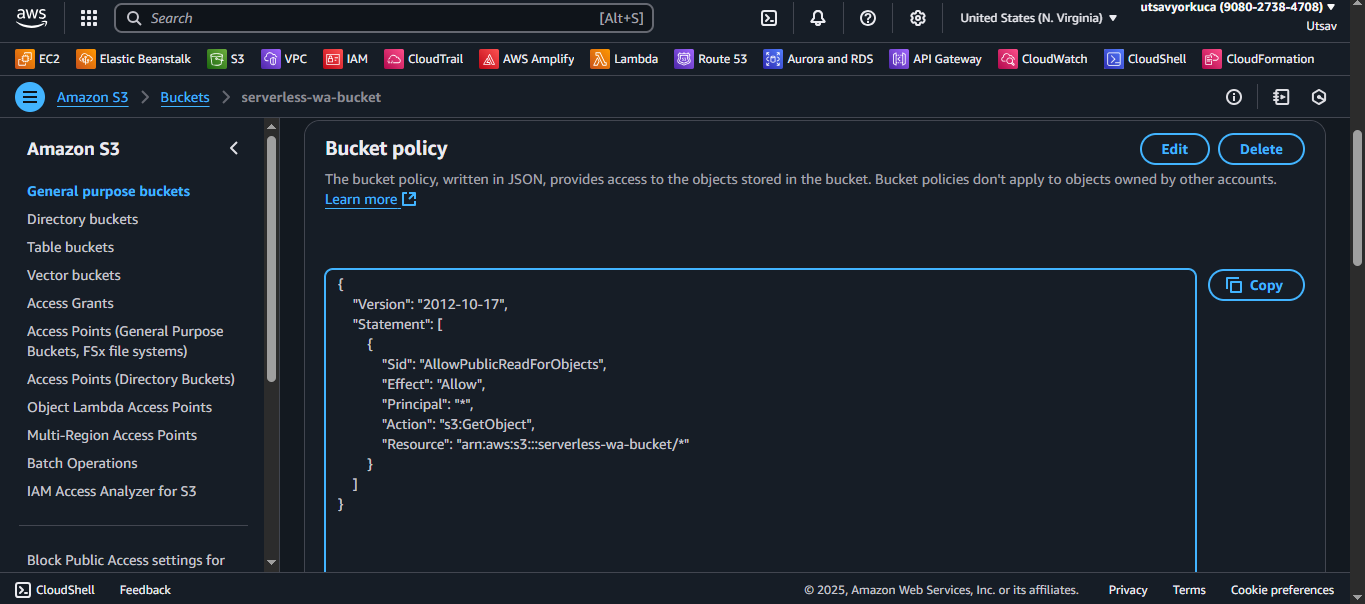 aws
Search [Alt+S]
United States (N. Virginia)
utsavyorkuca (9080-2738-4708)
Utsav
EC2 Elastic Beanstalk S3 VPC IAM CloudTrail AWS Amplify Lambda Route 53 Aurora and RDS API Gateway CloudWatch CloudShell CloudFormation
Amazon S3 > Buckets > serverless-wa-bucket
Amazon S3
General purpose buckets
Directory buckets
Table buckets
Vector buckets
Access Grants
Access Points (General Purpose
Buckets, FSx file systems)
Access Points (Directory Buckets)
Object Lambda Access Points
Multi-Region Access Points
Batch Operations
IAM Access Analyzer for S3
Block Public Access settings for
Bucket policy
Edit
Delete
The bucket policy, written in JSON, provides access to the objects stored in the bucket. Bucket policies don't apply to objects owned by other accounts.
Learn more
Copy
{
"Version": "2012-10-17",
"Statement": [
{
"Sid": "AllowPublicReadForObjects",
"Effect": "Allow",
"Principal": "*",
"Action": "s3:GetObject",
"Resource": "arn:aws:s3:::serverless-wa-bucket/*"
}
]
}
CloudShell Feedback © 2025, Amazon Web Services, Inc. or its affiliates. Privacy Terms Cookie preferences